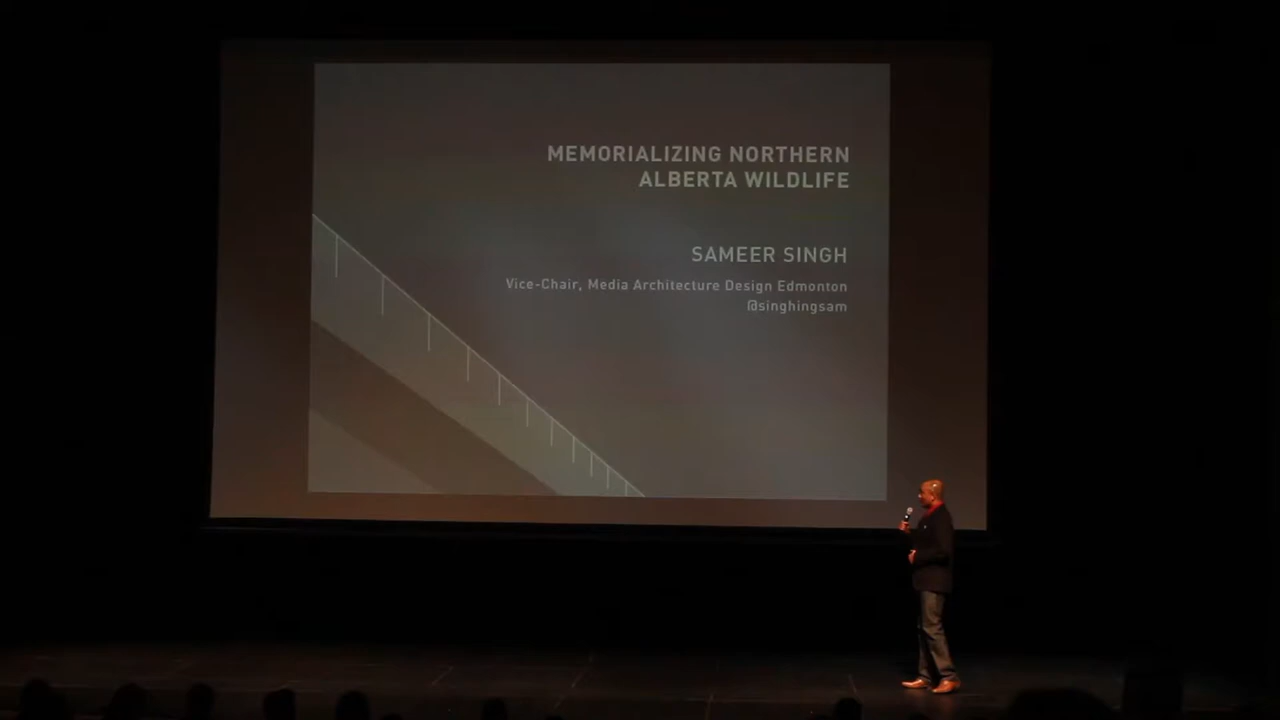 MEMORIALIZING NORTHERN
ALBERTA WILDLIFE
SAMEER SINGH
Vice-Chair, Media Architecture Design Edmonton
@singhingsam